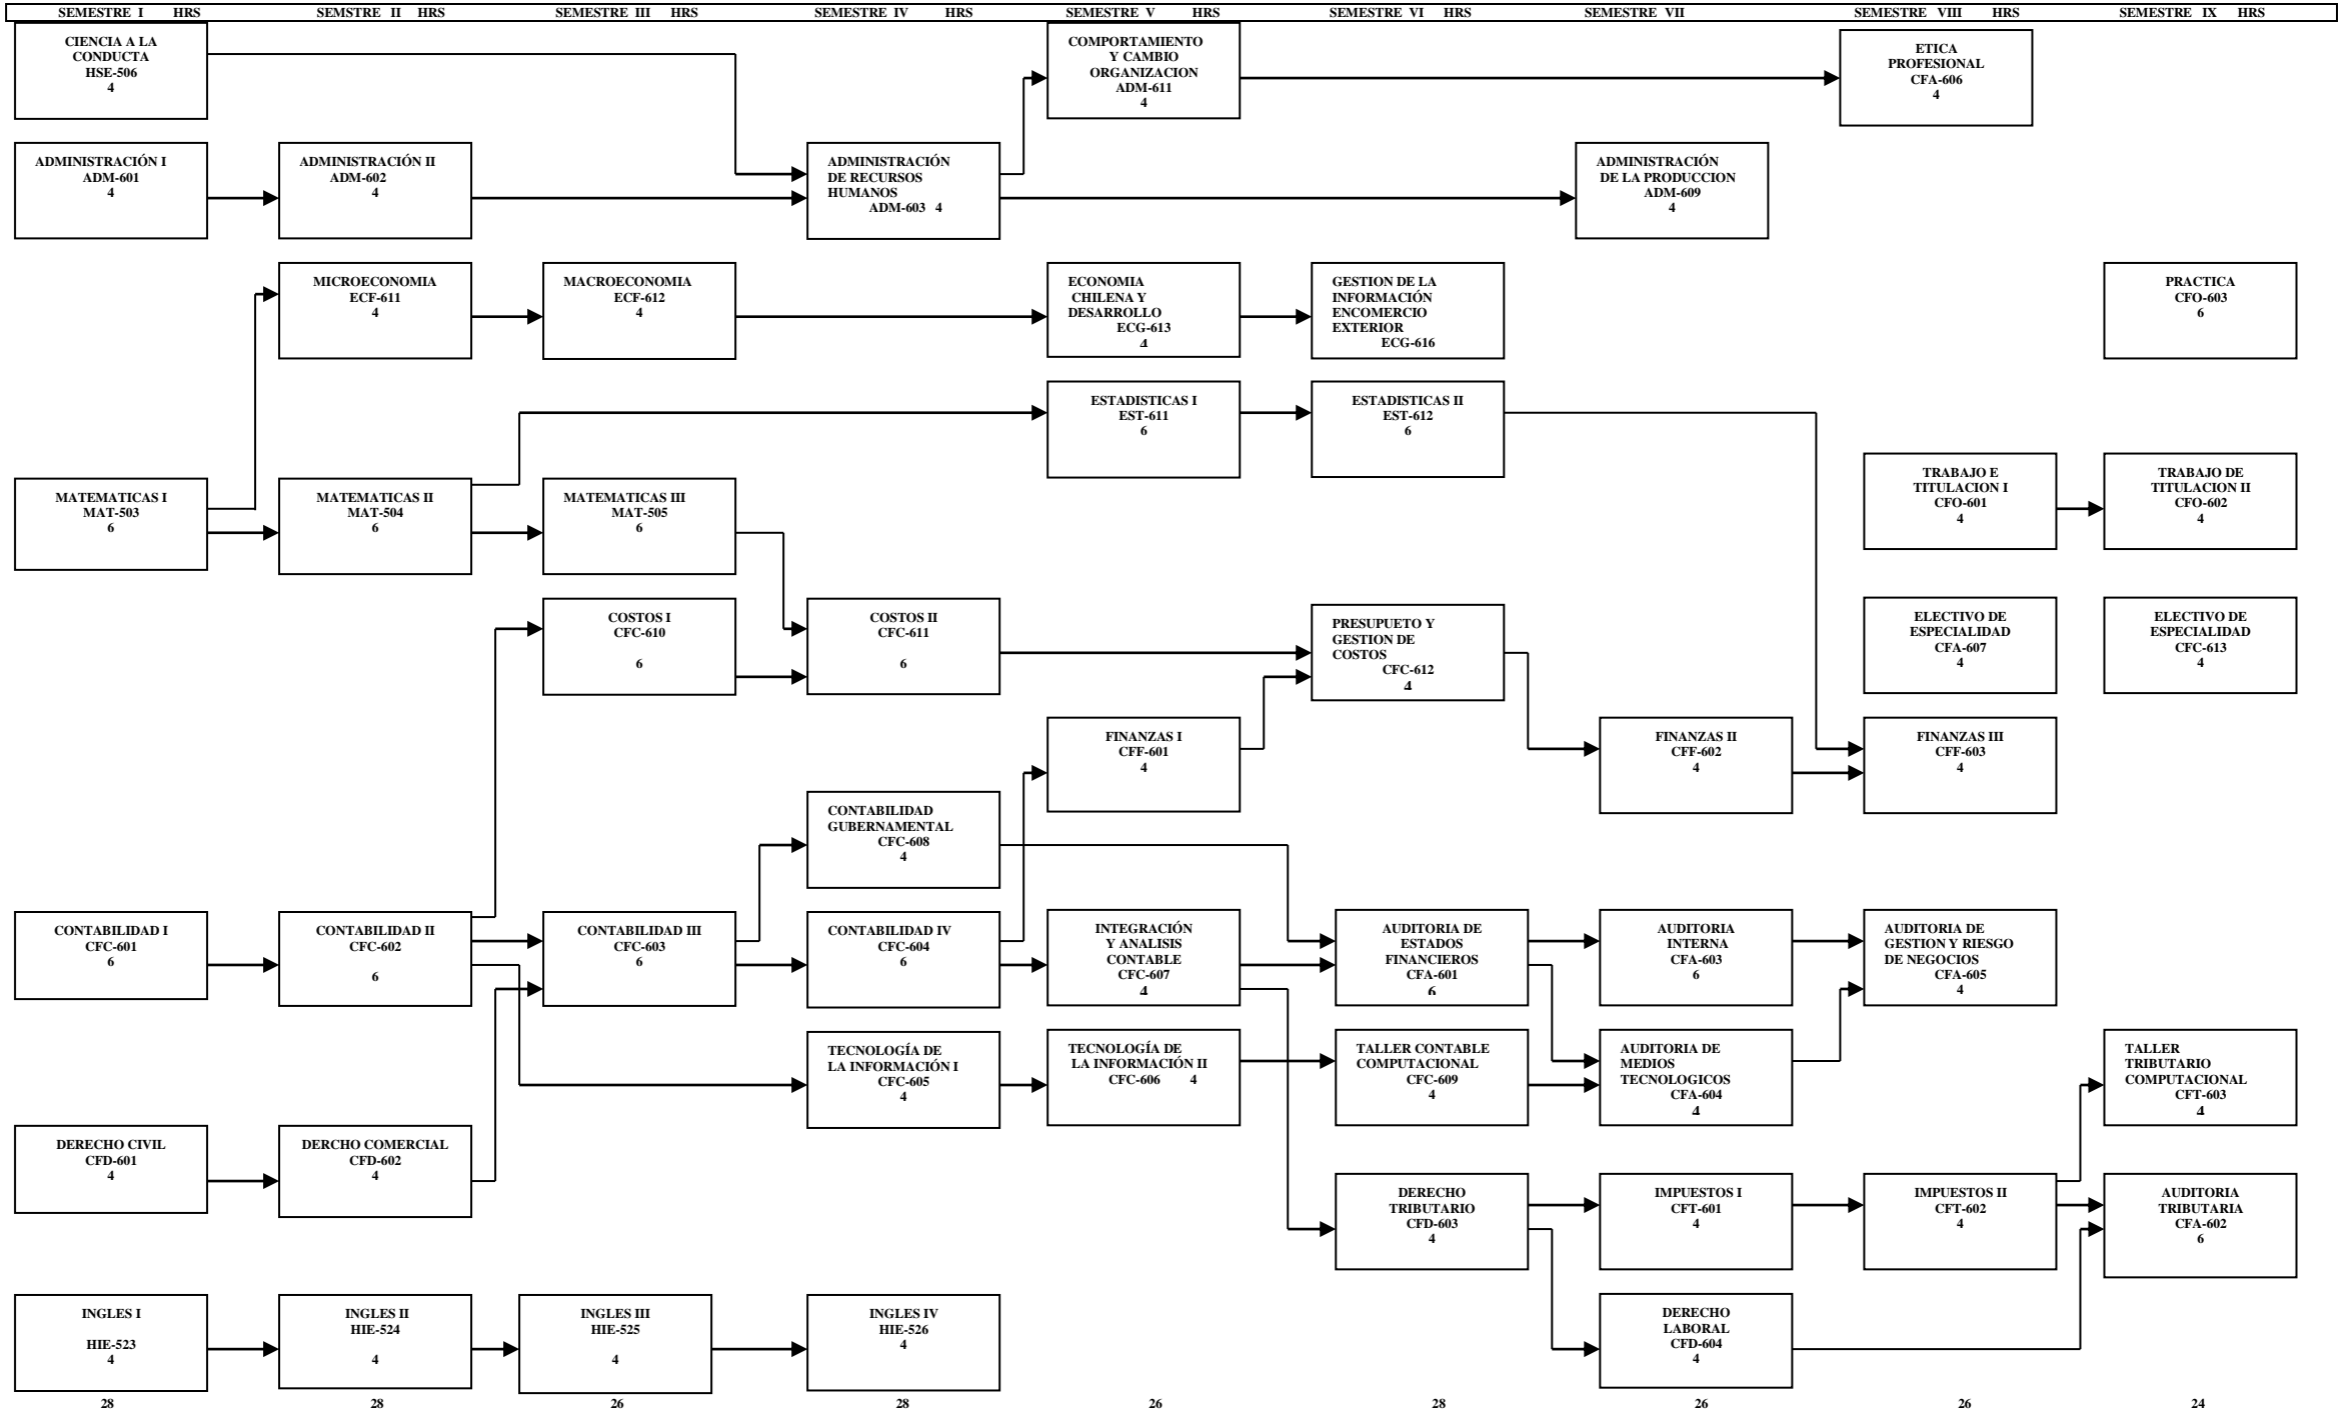 SEMESTRE I HRS
SEMSTRE II HRS
SEMESTRE III HRS
SEMESTRE IV HRS
SEMESTRE V HRS
SEMESTRE VI HRS
SEMESTRE VII
SEMESTRE VIII HRS
SEMESTRE IX HRS
CIENCIA A LA
CONDUCTA
HSE-506
4
COMPORTAMIENTO
Y CAMBIO
ORGANIZACION
ADM-611
4
ETICA
PROFESIONAL
CFA-606
4
ADMINISTRACIÓN I
ADM-601
4
ADMINISTRACIÓN II
ADM-602
4
ADMINISTRACIÓN
DE RECURSOS
HUMANOS
ADM-603 4
ADMINISTRACIÓN
DE LA PRODUCCION
ADM-609
4
MICROECONOMIA
ECF-611
4
MACROECONOMIA
ECF-612
4
ECONOMIA
CHILENA Y
DESARROLLO
ECG-613
4
GESTION DE LA
INFORMACIÓN
ENCOMERCIO
EXTERIOR
ECG-616
PRACTICA
CFO-603
6
ESTADISTICAS I
EST-611
6
ESTADISTICAS II
EST-612
6
MATEMATICAS I
MAT-503
6
MATEMATICAS II
MAT-504
6
MATEMATICAS III
MAT-505
6
TRABAJO E
TITULACION I
CFO-601
4
TRABAJO DE
TITULACION II
CFO-602
4
COSTOS I
CFC-610
6
COSTOS II
CFC-611
6
PRESUPUETO Y
GESTION DE
COSTOS
CFC-612
4
ELECTIVO DE
ESPECIALIDAD
CFA-607
4
ELECTIVO DE
ESPECIALIDAD
CFC-613
4
FINANZAS I
CFF-601
4
FINANZAS II
CFF-602
4
FINANZAS III
CFF-603
4
CONTABILIDAD
GUBERNAMENTAL
CFC-608
4
CONTABILIDAD I
CFC-601
6
CONTABILIDAD II
CFC-602
6
CONTABILIDAD III
CFC-603
6
CONTABILIDAD IV
CFC-604
6
INTEGRACIÓN
Y ANALISIS
CONTABLE
CFC-607
4
AUDITORIA DE
ESTADOS
FINANCIEROS
CFA-601
6
AUDITORIA
INTERNA
CFA-603
6
AUDITORIA DE
GESTION Y RIESGO
DE NEGOCIOS
CFA-605
4
TECNOLOGÍA DE
LA INFORMACIÓN I
CFC-605
4
TECNOLOGÍA DE
LA INFORMACIÓN II
CFC-606 4
TALLER CONTABLE
COMPUTACIONAL
CFC-609
4
AUDITORIA DE
MEDIOS
TECNOLOGICOS
CFA-604
4
TALLER
TRIBUTARIO
COMPUTACIONAL
CFT-603
4
DERECHO CIVIL
CFD-601
4
DERCHO COMERCIAL
CFD-602
4
DERECHO
TRIBUTARIO
CFD-603
4
IMPUESTOS I
CFT-601
4
IMPUESTOS II
CFT-602
4
AUDITORIA
TRIBUTARIA
CFA-602
6
INGLES I
HIE-523
4
INGLES II
HIE-524
4
INGLES III
HIE-525
4
INGLES IV
HIE-526
4
DERECHO
LABORAL
CFD-604
4
28
28
26
28
26
28
26
26
24